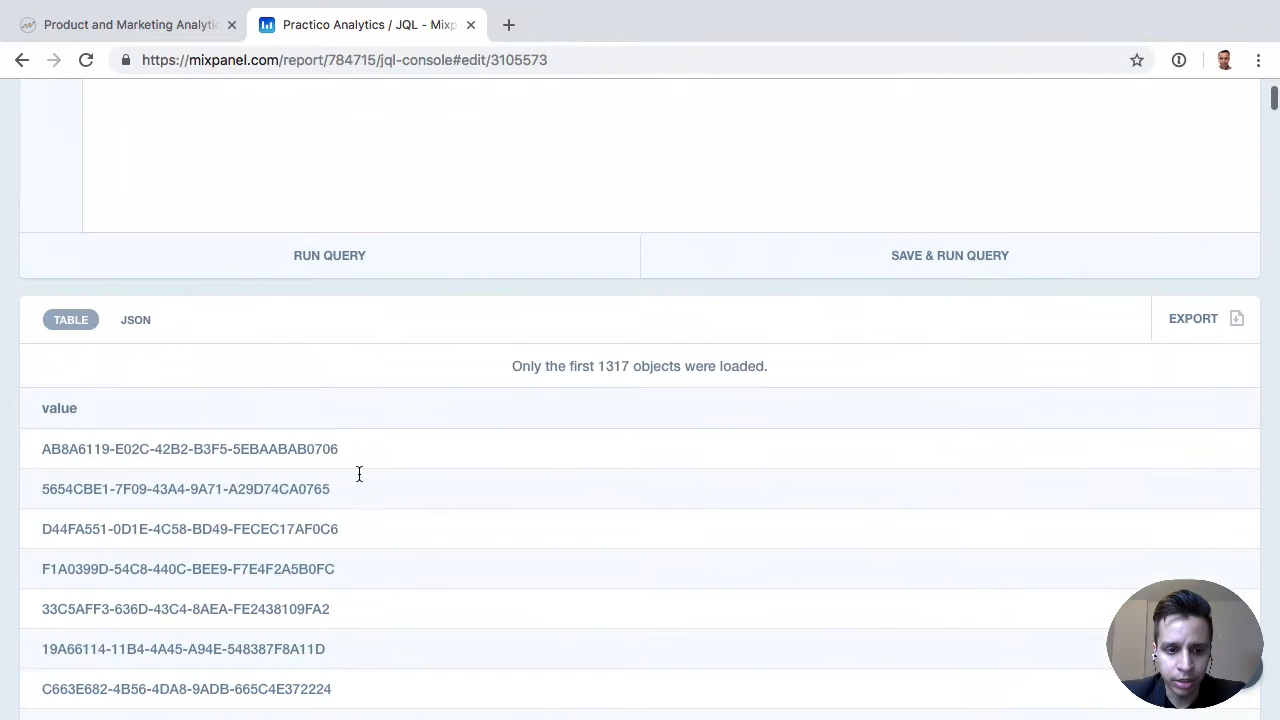 Product and Marketing Analytic
Practico Analytics / JQL - Mixp
https://mixpanel.com/report/784715/jql-console#edit/3105573
RUN QUERY
SAVE & RUN QUERY
TABLE
JSON
EXPORT
Only the first 1317 objects were loaded.
value
AB8A6119-E02C-42B2-B3F5-5EBAABAB0706
5654CBE1-7F09-43A4-9A71-A29D74CA0765
D44FA551-0D1E-4C58-BD49-FECEC17AF0C6
F1A0399D-54C8-440C-BEE9-F7E4F2A5B0FC
33C5AFF3-636D-43C4-8AEA-FE2438109FA2
19A66114-11B4-4A45-A94E-548387F8A11D
C663E682-4B56-4DA8-9ADB-665C4E372224